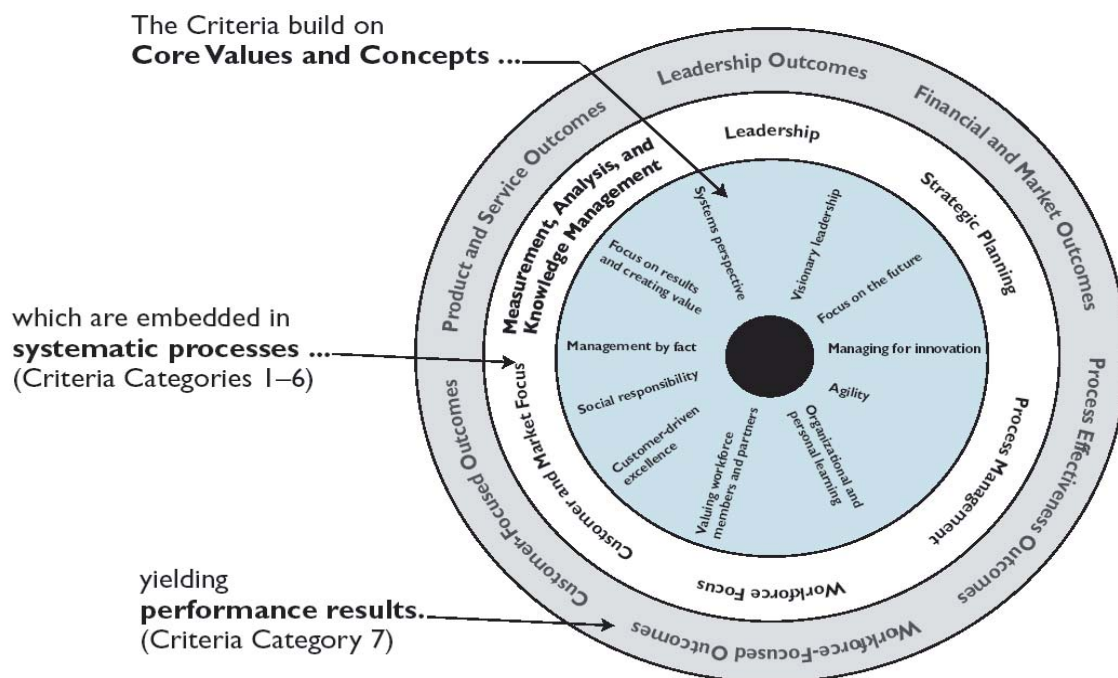 The Criteria build on
Core Values and Concepts ...
which are embedded in
systematic processes ...
(Criteria Categories 1–6)
yielding
performance results.
(Criteria Category 7)
Leadership Outcomes
Financial and Market Outcomes
Process Effectiveness Outcomes
Workforce-Focused Outcomes
Customer-Focused Outcomes
Product and Service Outcomes
Leadership
Strategic Planning
Process Management
Workforce Focus
Customer and Market Focus
Measurement, Analysis, and
Knowledge Management
Systems perspective
Visionary leadership
Focus on the future
Managing for innovation
Agility
Organizational and
personal learning
Valuing workforce
members and partners
Customer-driven
excellence
Social responsibility
Management by fact
Focus on results
and creating value